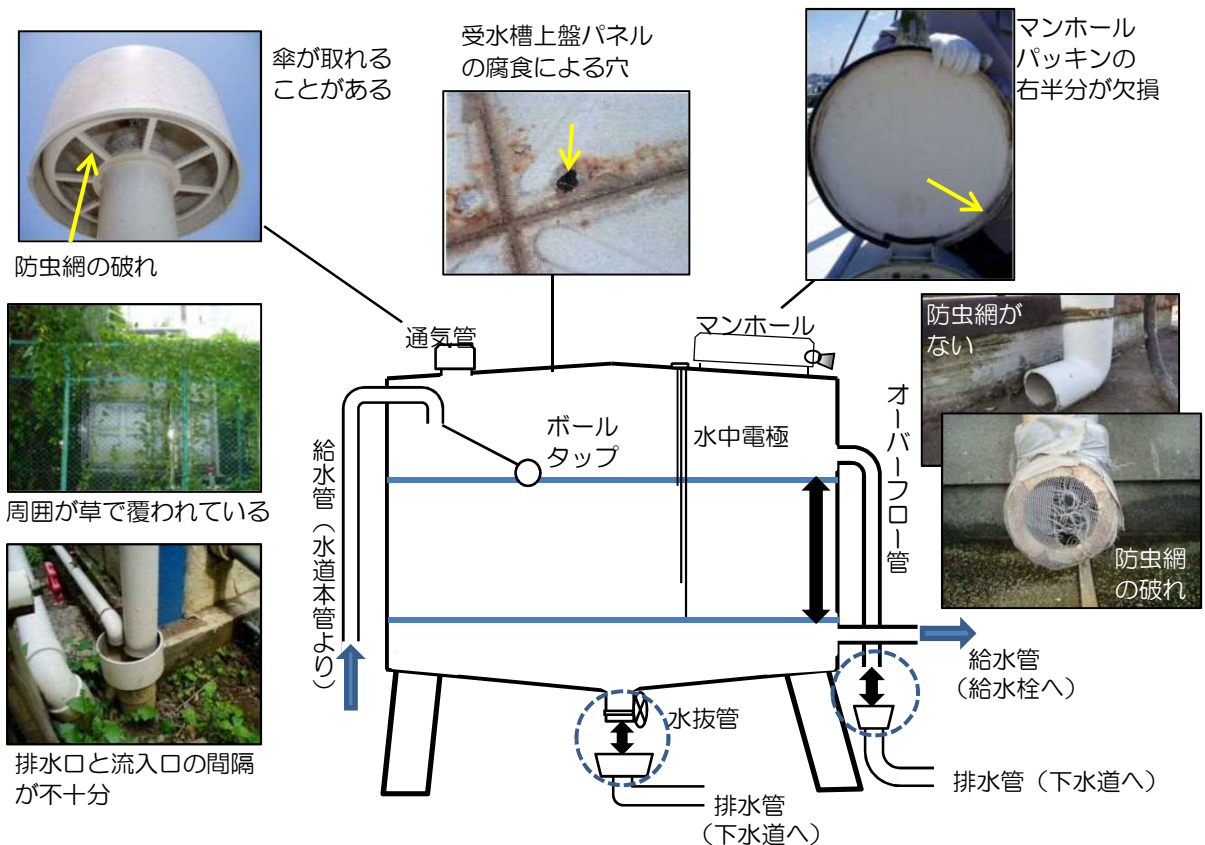 傘が取れる
ことがある
防虫網の破れ
受水槽上盤パネル
の腐食による穴
マンホール
パッキンの
右半分が欠損
通気管
マンホール
防虫網が
ない
防虫網
の破れ
周囲が草で覆われている
給水管（水道本管より）
ボール
タップ
水中電極
オーバーフロー管
給水管
（給水栓へ）
排水口と流入口の間隔
が不十分
水抜管
排水管
（下水道へ）
排水管（下水道へ）